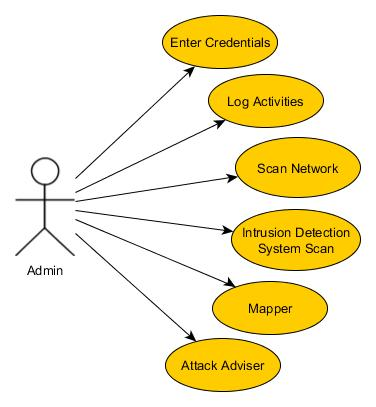 Enter Credentials
Log Activities
Scan Network
Intrusion Detection
System Scan
Admin
Mapper
Attack Adviser